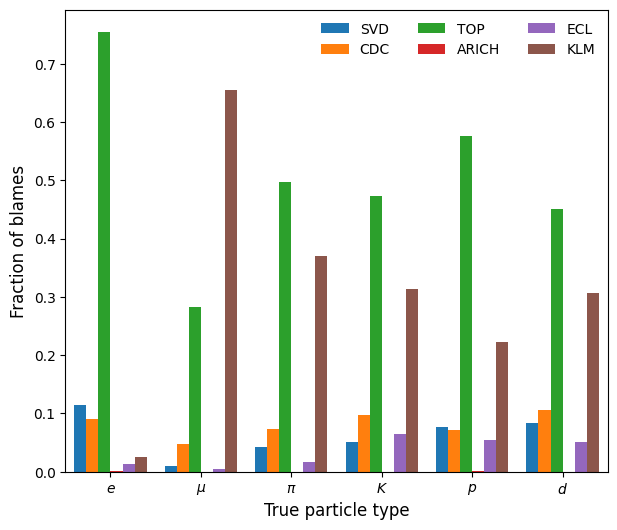 SVD TOP ECL
CDC ARICH KLM
Fraction of blames
0.7
0.6
0.5
0.4
0.3
0.2
0.1
0.0
e μ π K p d
True particle type